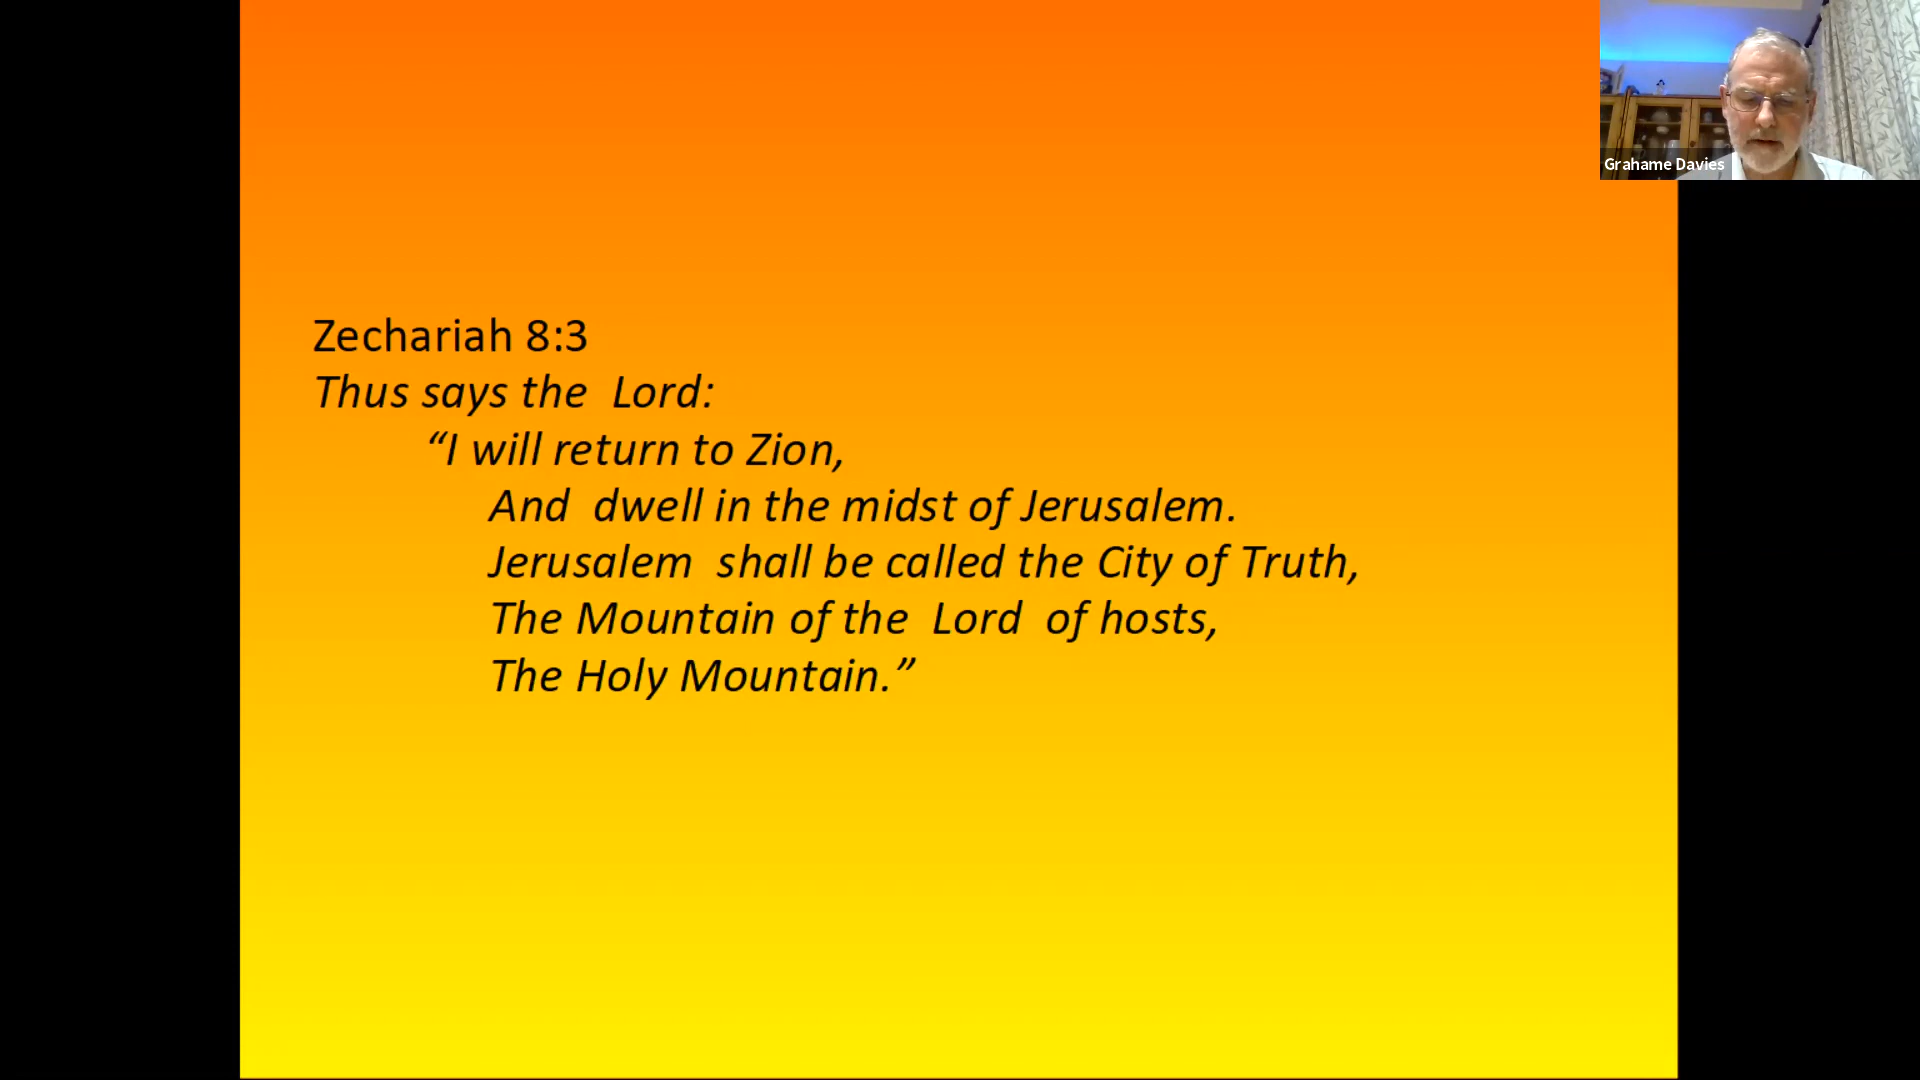 Zechariah 8:3
Thus says the Lord:
“I will return to Zion,
And dwell in the midst of Jerusalem.
Jerusalem shall be called the City of Truth,
The Mountain of the Lord of hosts,
The Holy Mountain.”
Grahame Davies